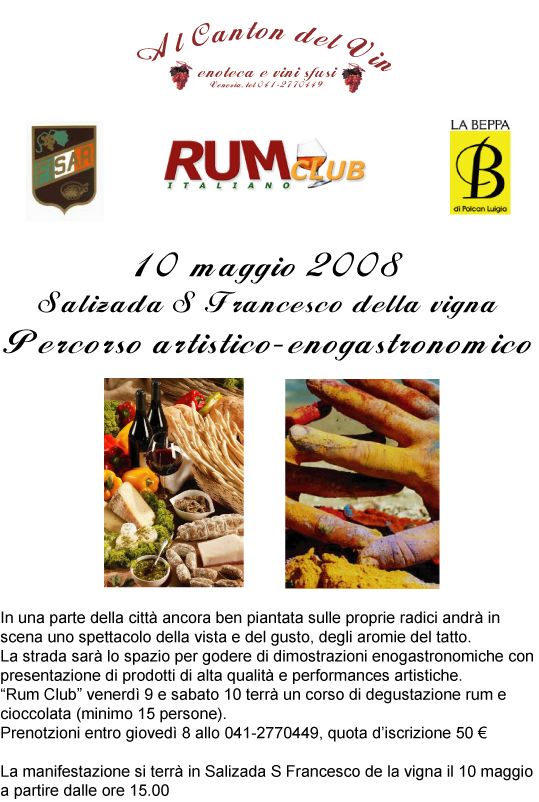 Al Canton del Vin
enoteca e vini sfusi
Venezia, tel 041-2770449
SAR
LA BEPPA
RUM CLUB
ITALIANO
B
di Polcan Luigia
10 maggio 2008
Salizada S Francesco della vigna
Percorso artistico-enogastronomico
In una parte della città ancora ben piantata sulle proprie radici andrà in
scena uno spettacolo della vista e del gusto, degli aromie del tatto.
La strada sarà lo spazio per godere di dimostrazioni enogastronomiche con
presentazione di prodotti di alta qualità e performances artistiche.
“Rum Club” venerdì 9 e sabato 10 terrà un corso di degustazione rum e
cioccolata (minimo 15 persone).
Prenotzioni entro giovedì 8 allo 041-2770449, quota d’iscrizione 50 €
La manifestazione si terrà in Salizada S Francesco de la vigna il 10 maggio
a partire dalle ore 15.00